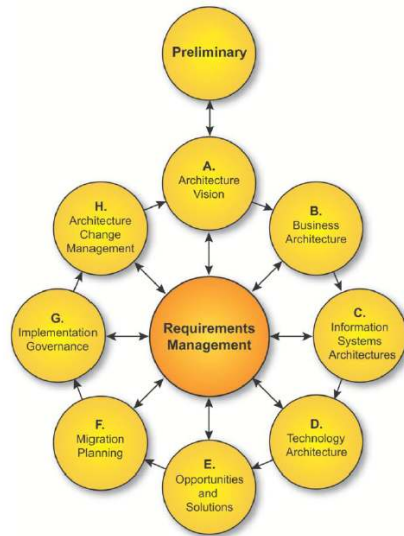 Preliminary
A.
Architecture
Vision
B.
Business
Architecture
C.
Information
Systems
Architectures
D.
Technology
Architecture
E.
Opportunities
and
Solutions
F.
Migration
Planning
G.
Implementation
Governance
H.
Architecture
Change
Management
Requirements
Management